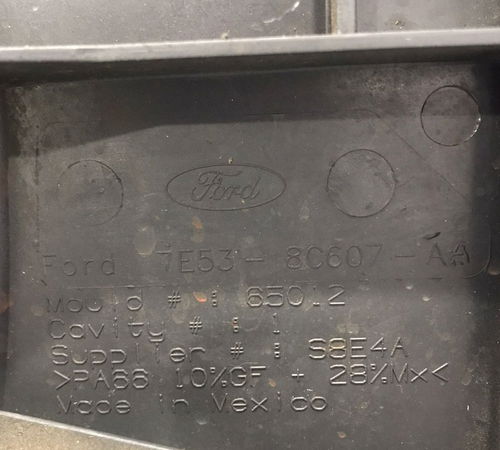 Ford
Ford 7E53-8C607-AA
Mould # : 65012
Cavity # : 1
Supplier # : S8E4A
>PA66 10%GF + 28%Mx<
Made in Mexico